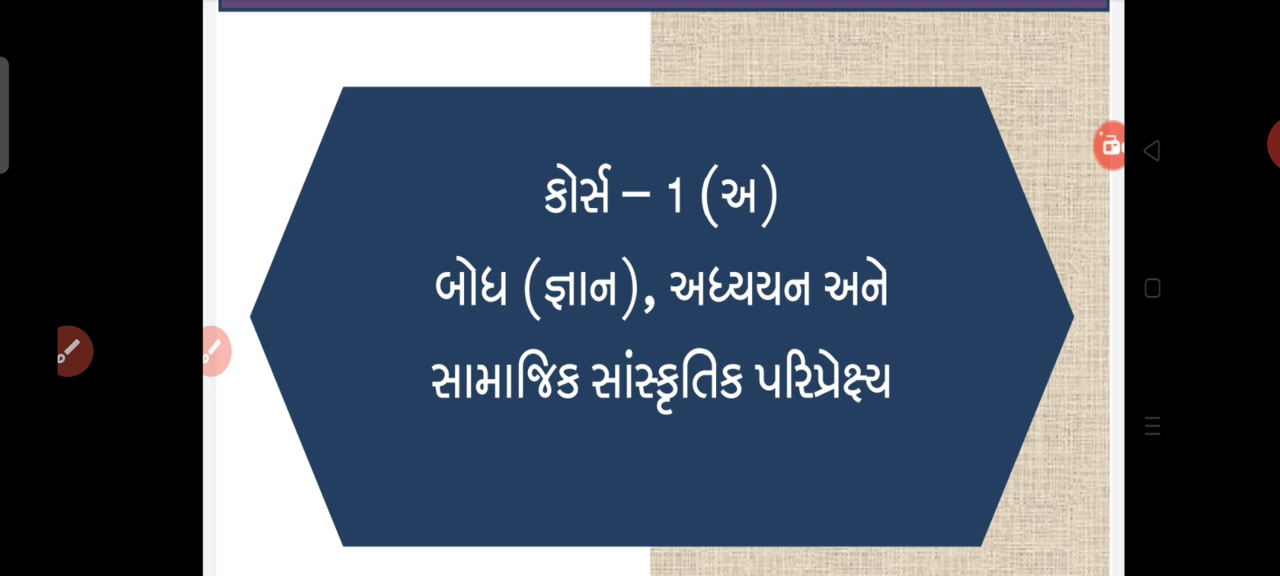 કોર્સ – 1 (અ)
બોધ (જ્ઞાન), અધ્યયન અને
સામાજિક સાંસ્કૃતિક પરિપ્રેક્ષ્ય